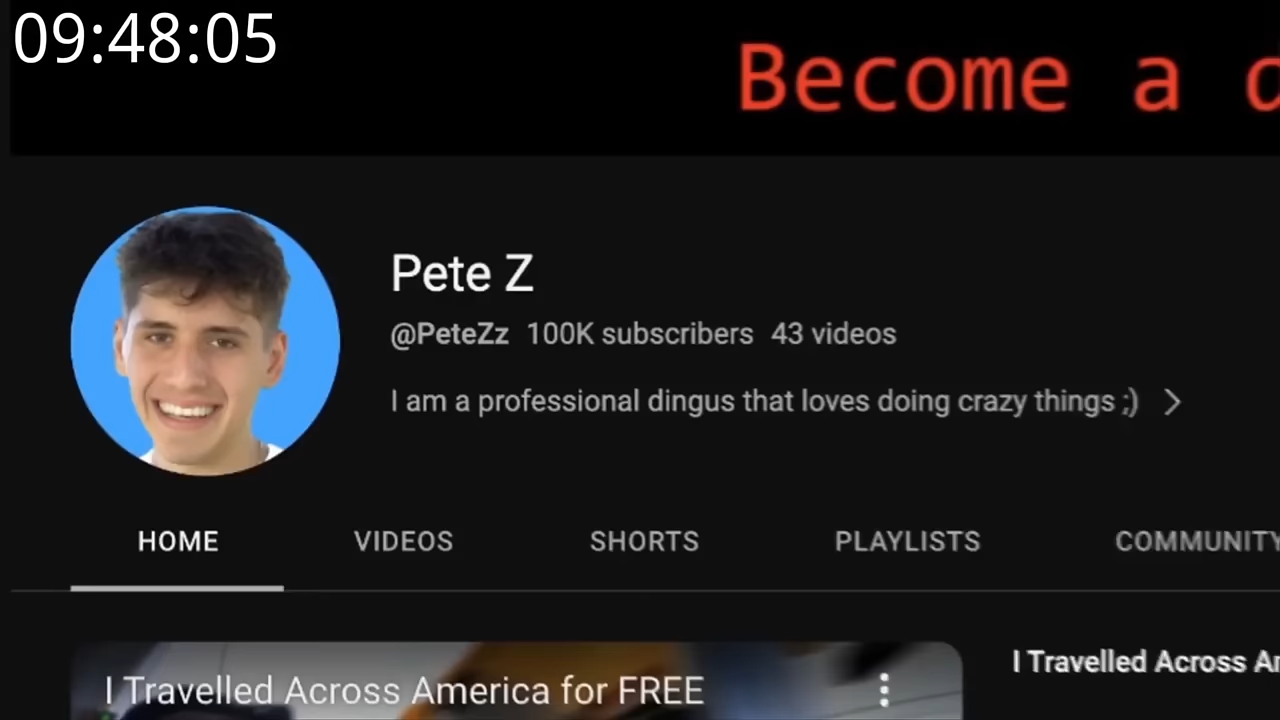 09:48:05
Become a
Pete Z
@PeteZz 100K subscribers 43 videos
I am a professional dingus that loves doing crazy things ;)
HOME VIDEOS SHORTS PLAYLISTS COMMUNITY
I Travelled Across America for FREE
I Travelled Across